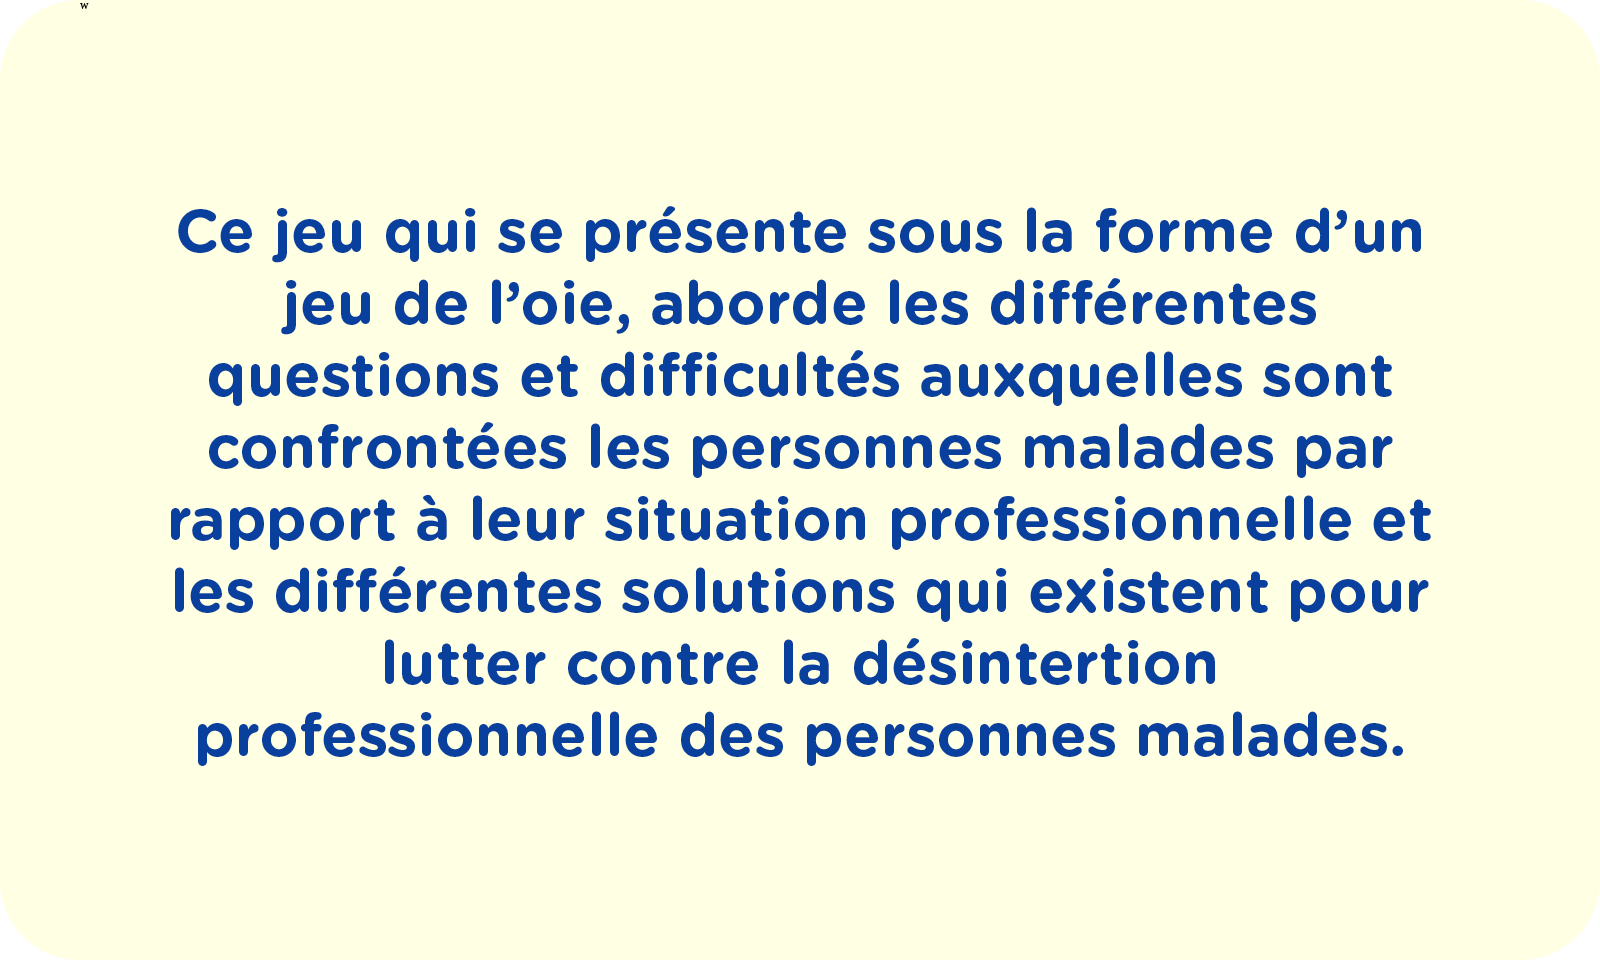 w
Ce jeu qui se présente sous la forme d’un
jeu de l’oie, aborde les différentes
questions et difficultés auxquelles sont
confrontées les personnes malades par
rapport à leur situation professionnelle et
les différentes solutions qui existent pour
lutter contre la désintertion
professionnelle des personnes malades.